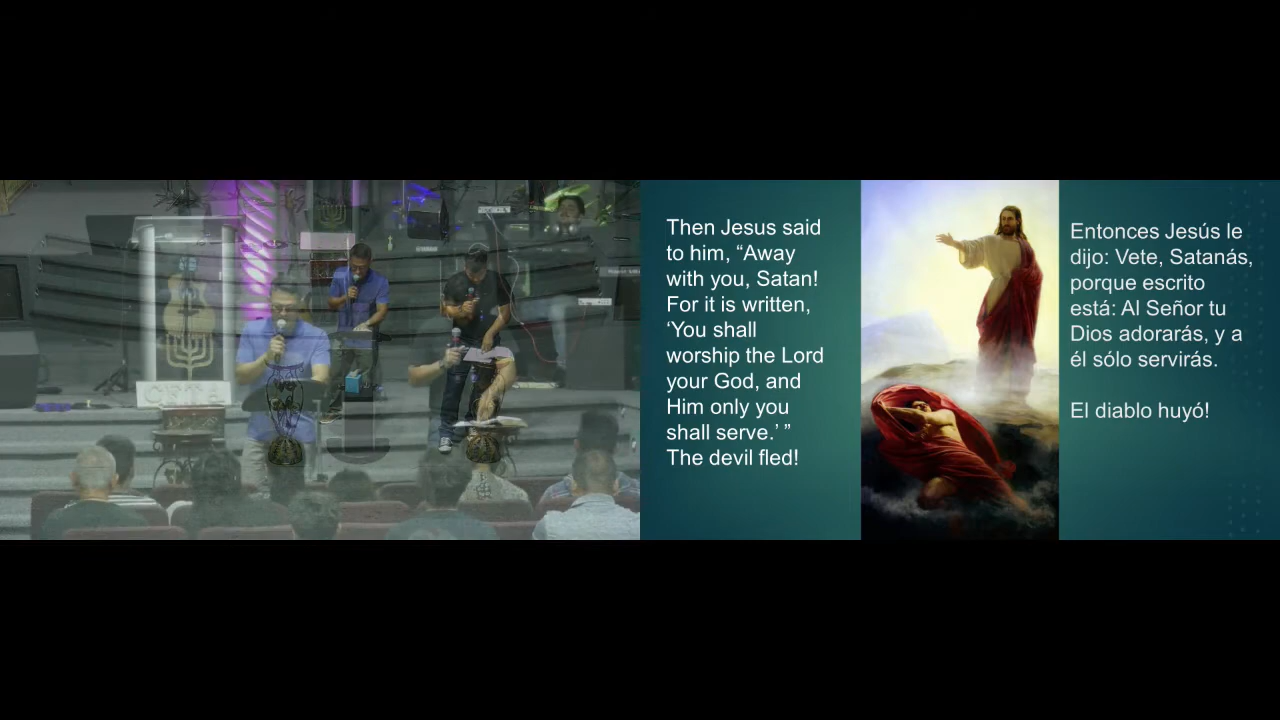 Then Jesus said
to him, “Away
with you, Satan!
For it is written,
‘You shall
worship the Lord
your God, and
Him only you
shall serve.’ ”
The devil fled!
Entonces Jesús le
dijo: Vete, Satanás,
porque escrito
está: Al Señor tu
Dios adorarás, y a
él sólo servirás.
El diablo huyó!